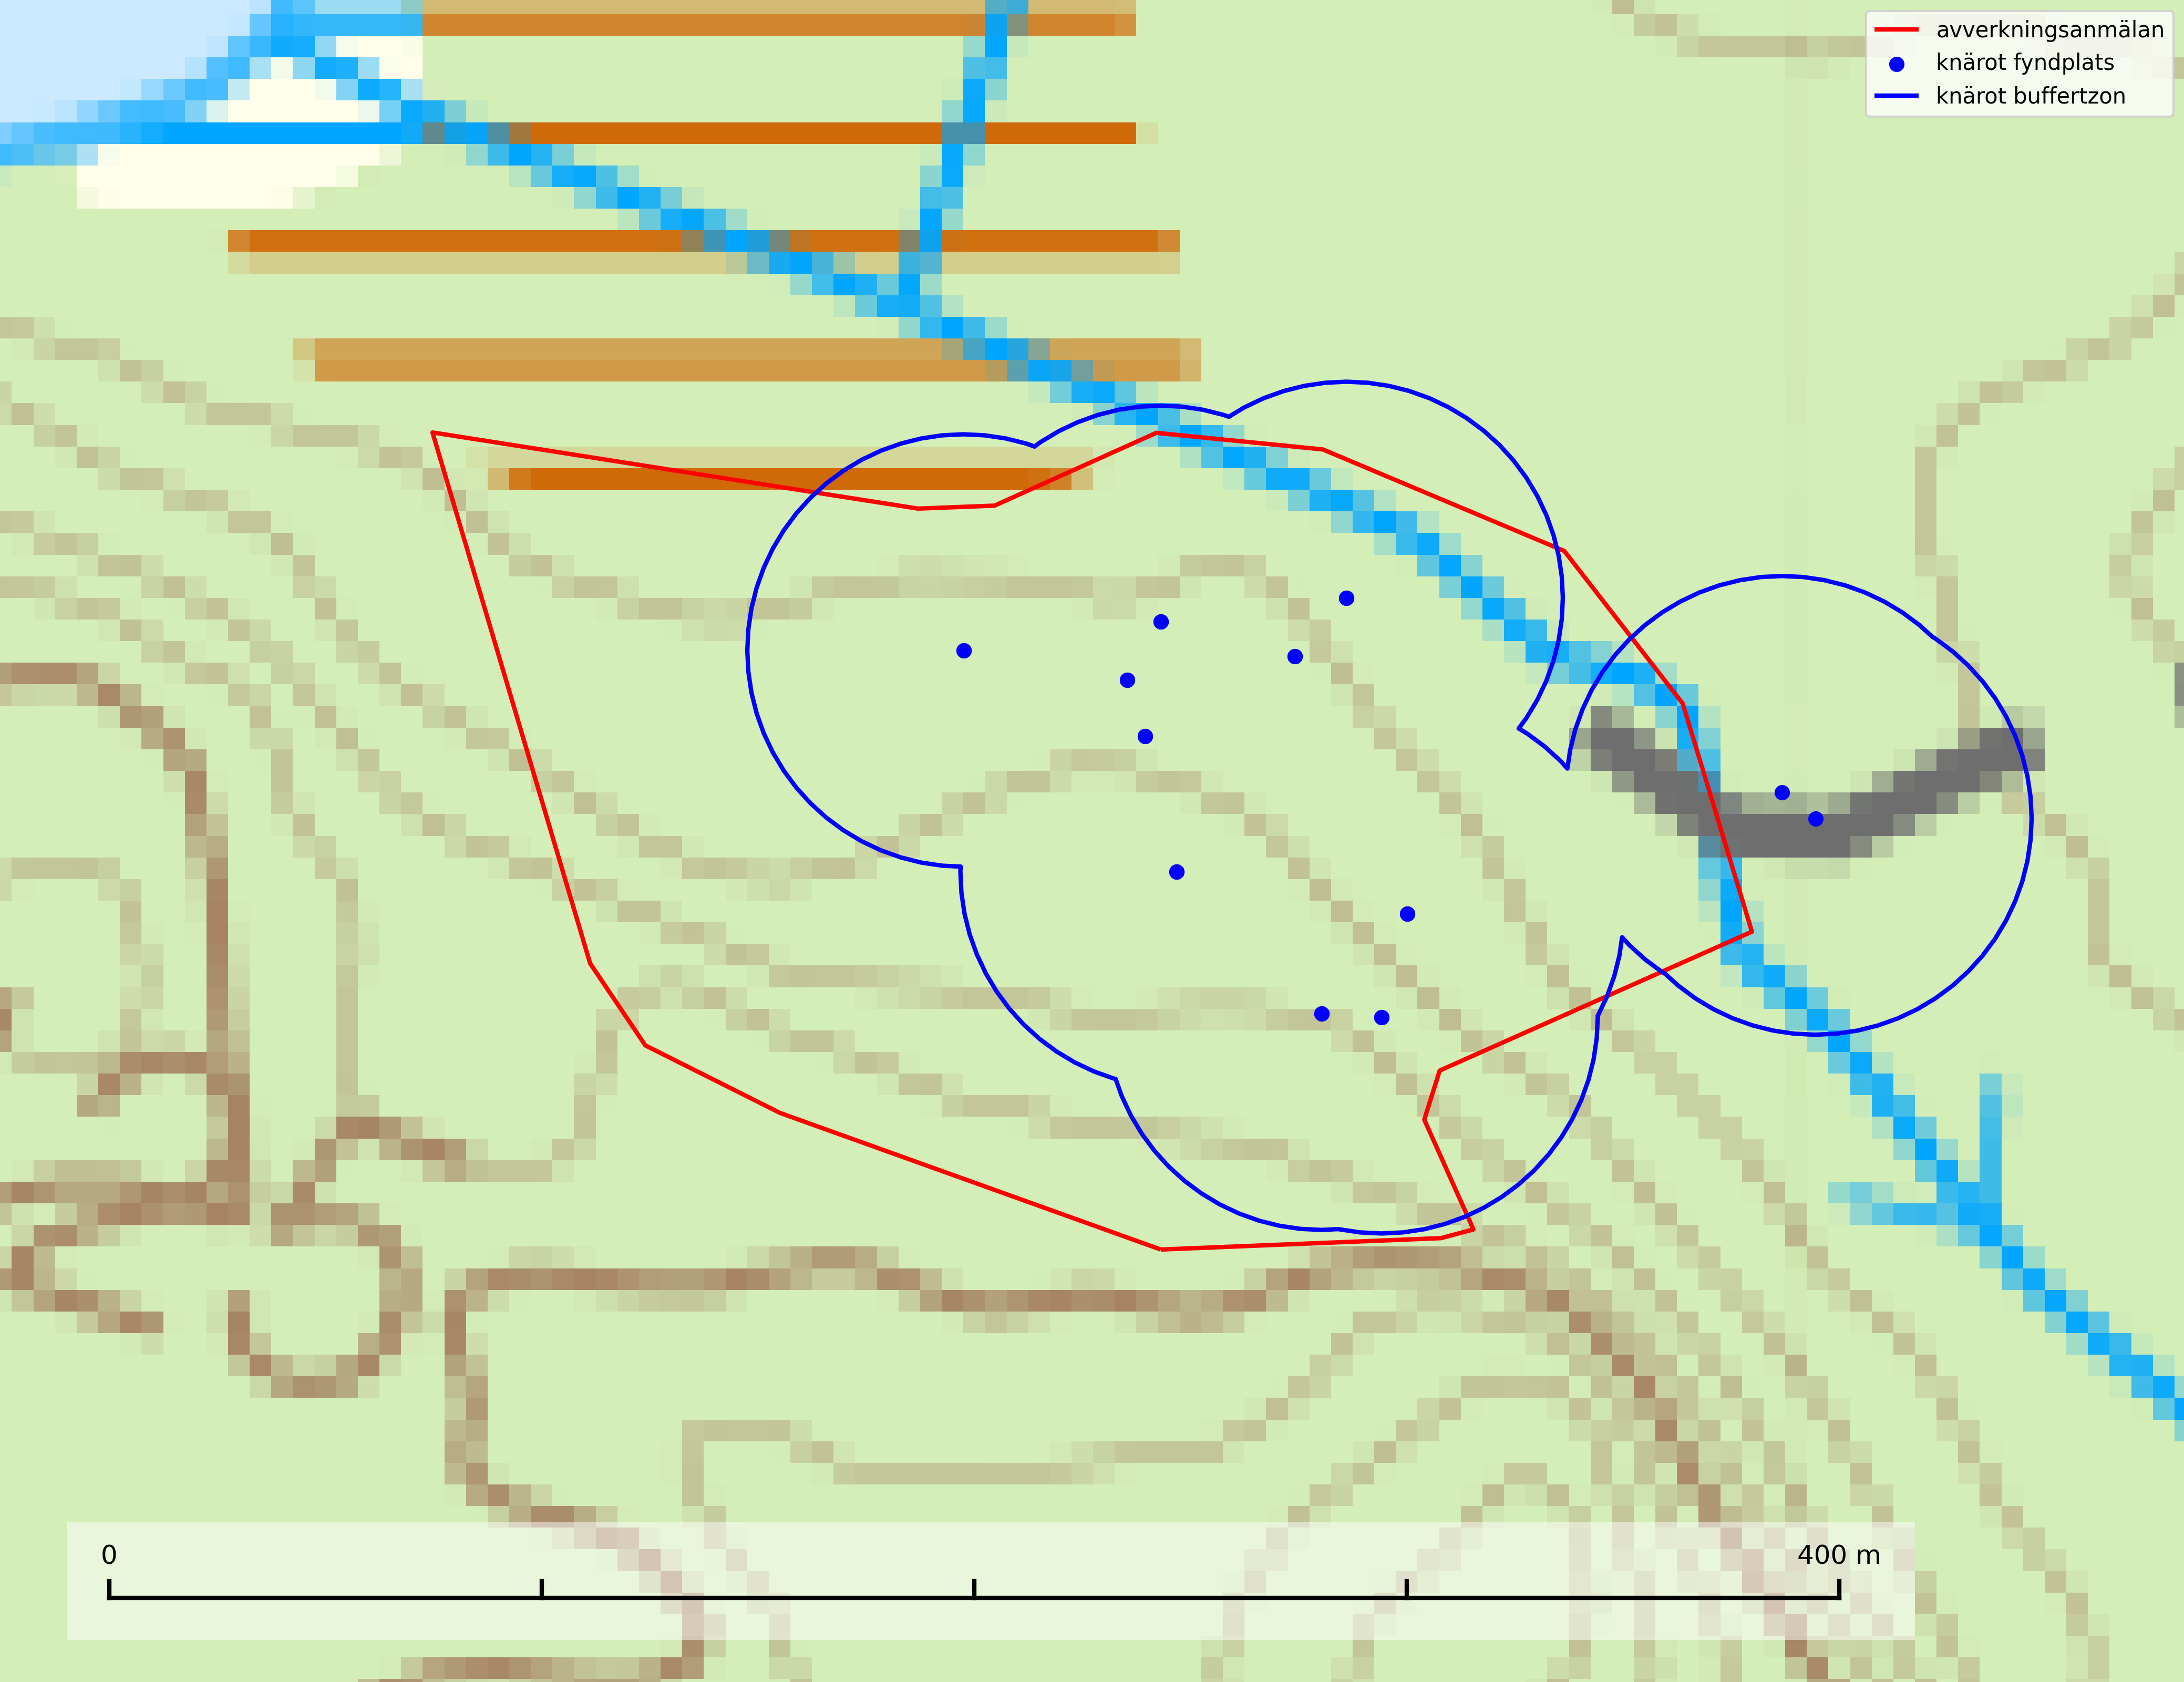 avverkningsanmälan
knärot fyndplats
knärot buffertzon
0 400 m